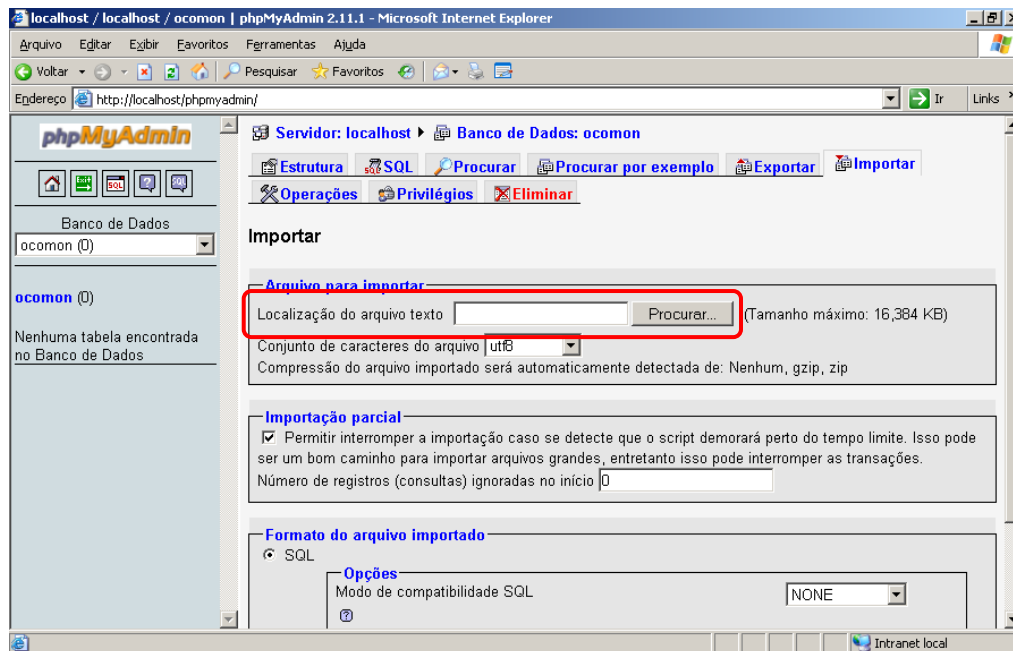 localhost / localhost / ocomon | phpMyAdmin 2.11.1 - Microsoft Internet Explorer
Arquivo Editar Exibir Favoritos Ferramentas Ajuda
Voltar Pesquisar Favoritos
Endereço http://localhost/phpmyadmin/ Ir Links
phpMyAdmin
Banco de Dados
ocomon (0)
ocomon (0)
Nenhuma tabela encontrada
no Banco de Dados
Servidor: localhost Banco de Dados: ocomon
Estrutura SQL Procurar Procurar por exemplo Exportar Importar
Operações Privilégios Eliminar
Importar
Arquivo para importar
Localização do arquivo texto Procurar... (Tamanho máximo: 16,384 KB)
Conjunto de caracteres do arquivo utf8
Compressão do arquivo importado será automaticamente detectada de: Nenhum, gzip, zip
Importação parcial
Permitir interromper a importação caso se detecte que o script demorará perto do tempo limite. Isso pode
ser um bom caminho para importar arquivos grandes, entretanto isso pode interromper as transações.
Número de registros (consultas) ignoradas no início 0
Formato do arquivo importado
SQL
Opções
Modo de compatibilidade SQL NONE
Intranet local